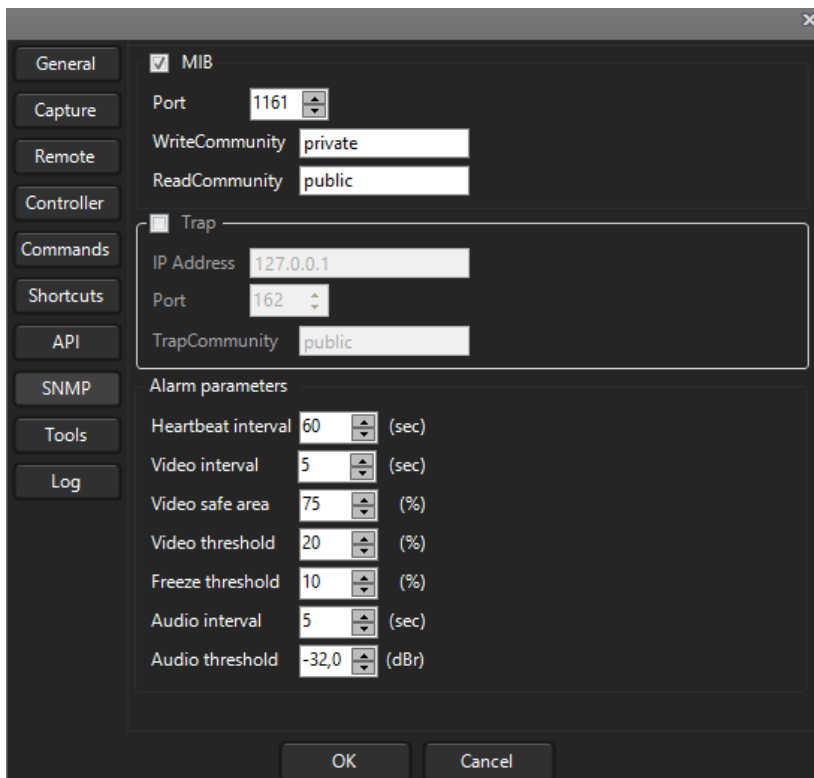 General
Capture
Remote
Controller
Commands
Shortcuts
API
SNMP
Tools
Log
MIB
Port 1161
WriteCommunity private
ReadCommunity public
Trap
IP Address 127.0.0.1
Port 162
TrapCommunity public
Alarm parameters
Heartbeat interval 60 (sec)
Video interval 5 (sec)
Video safe area 75 (%)
Video threshold 20 (%)
Freeze threshold 10 (%)
Audio interval 5 (sec)
Audio threshold -32,0 (dBr)
OK Cancel